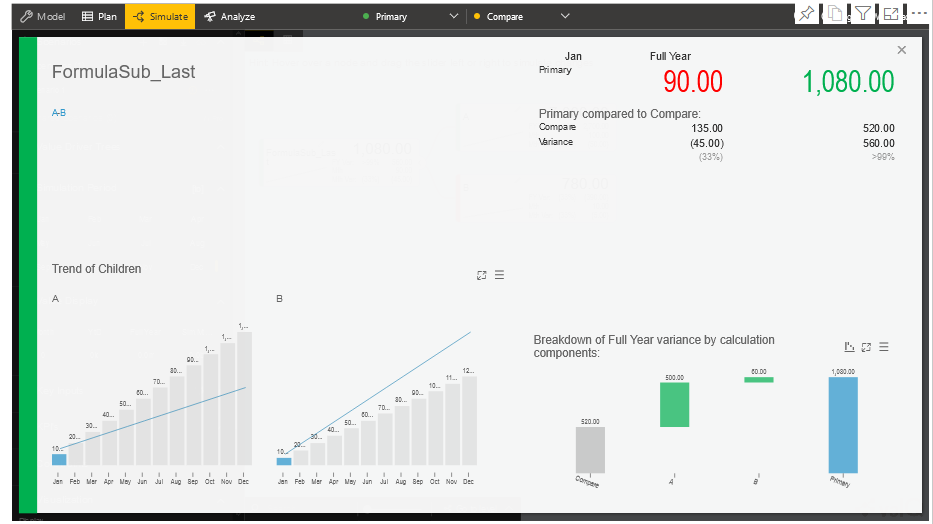 Model Plan Simulate Analyze Primary Compare
FormulaSub_Last
A-B
Jan Full Year
Primary 90.00 1,080.00
Primary compared to Compare:
Compare 135.00 520.00
Variance (45.00) 560.00
(33%) >99%
Trend of Children
A
10... 20... 30... 40... 50... 60... 70... 80... 90... 1,... 1,... 1,...
Jan Feb Mar Apr May Jun Jul Aug Sep Oct Nov Dec
B
10... 20... 30... 40... 50... 60... 70... 80... 90... 10... 11... 12...
Jan Feb Mar Apr May Jun Jul Aug Sep Oct Nov Dec
Breakdown of Full Year variance by calculation
components:
520.00 500.00 60.00 1,080.00
Compare A B Primary